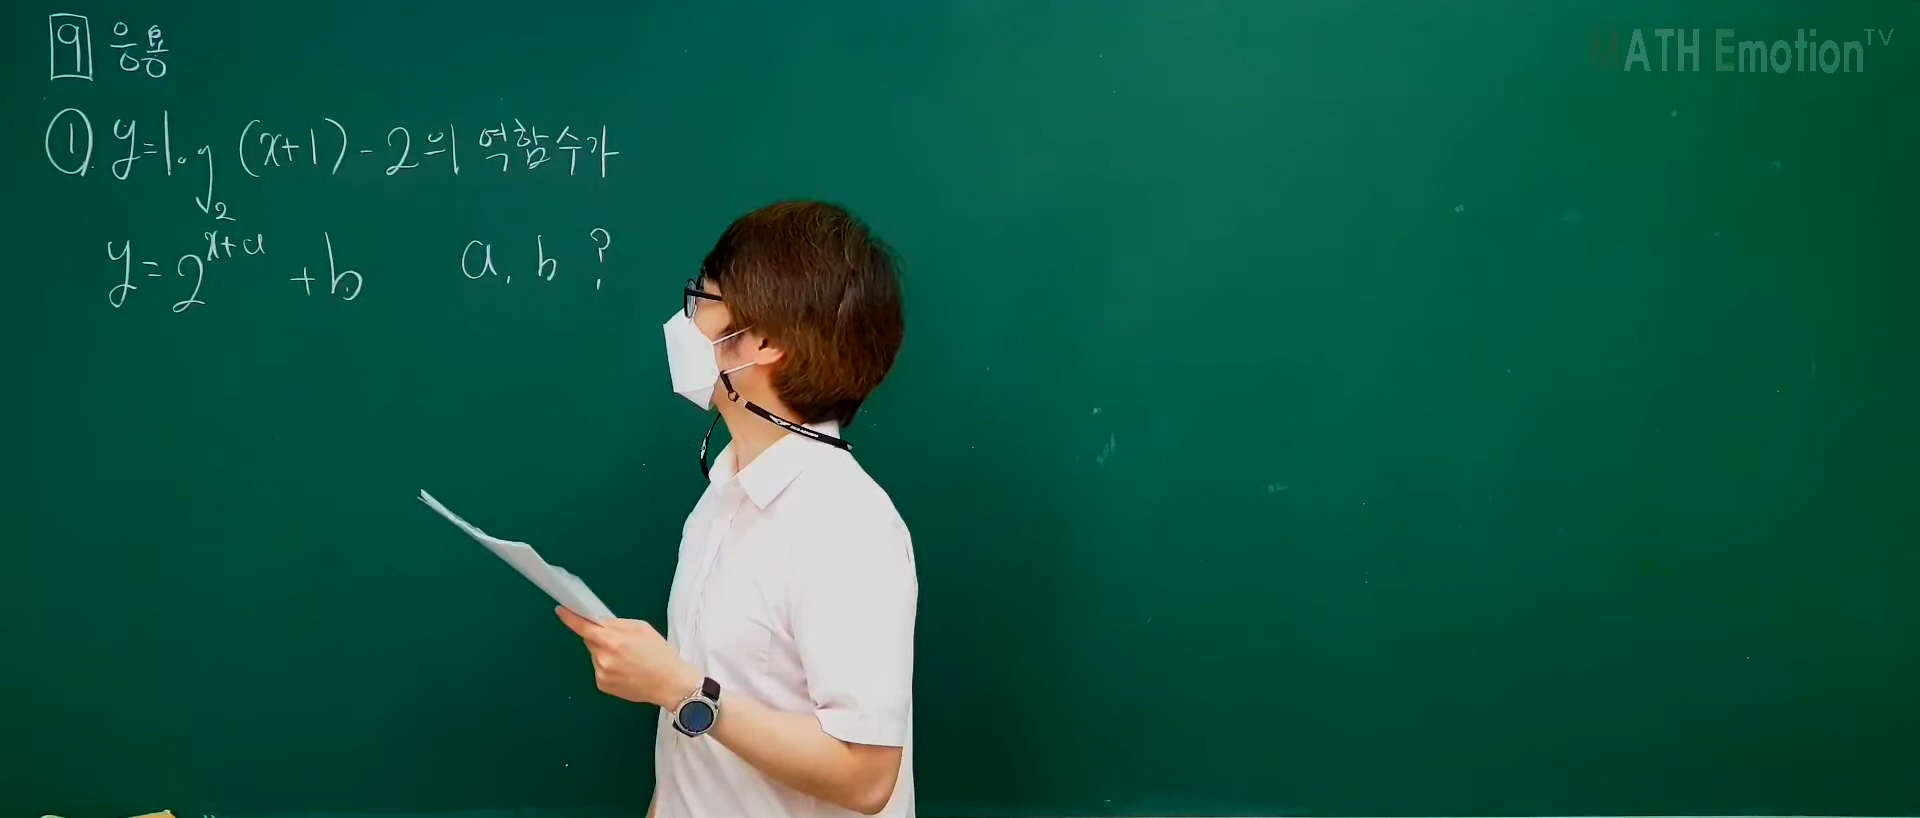 9 응용
① y=log₂(x+1)-2의 역함수가
y=2^(x+a) +b a, b ?
MATH Emotion TV